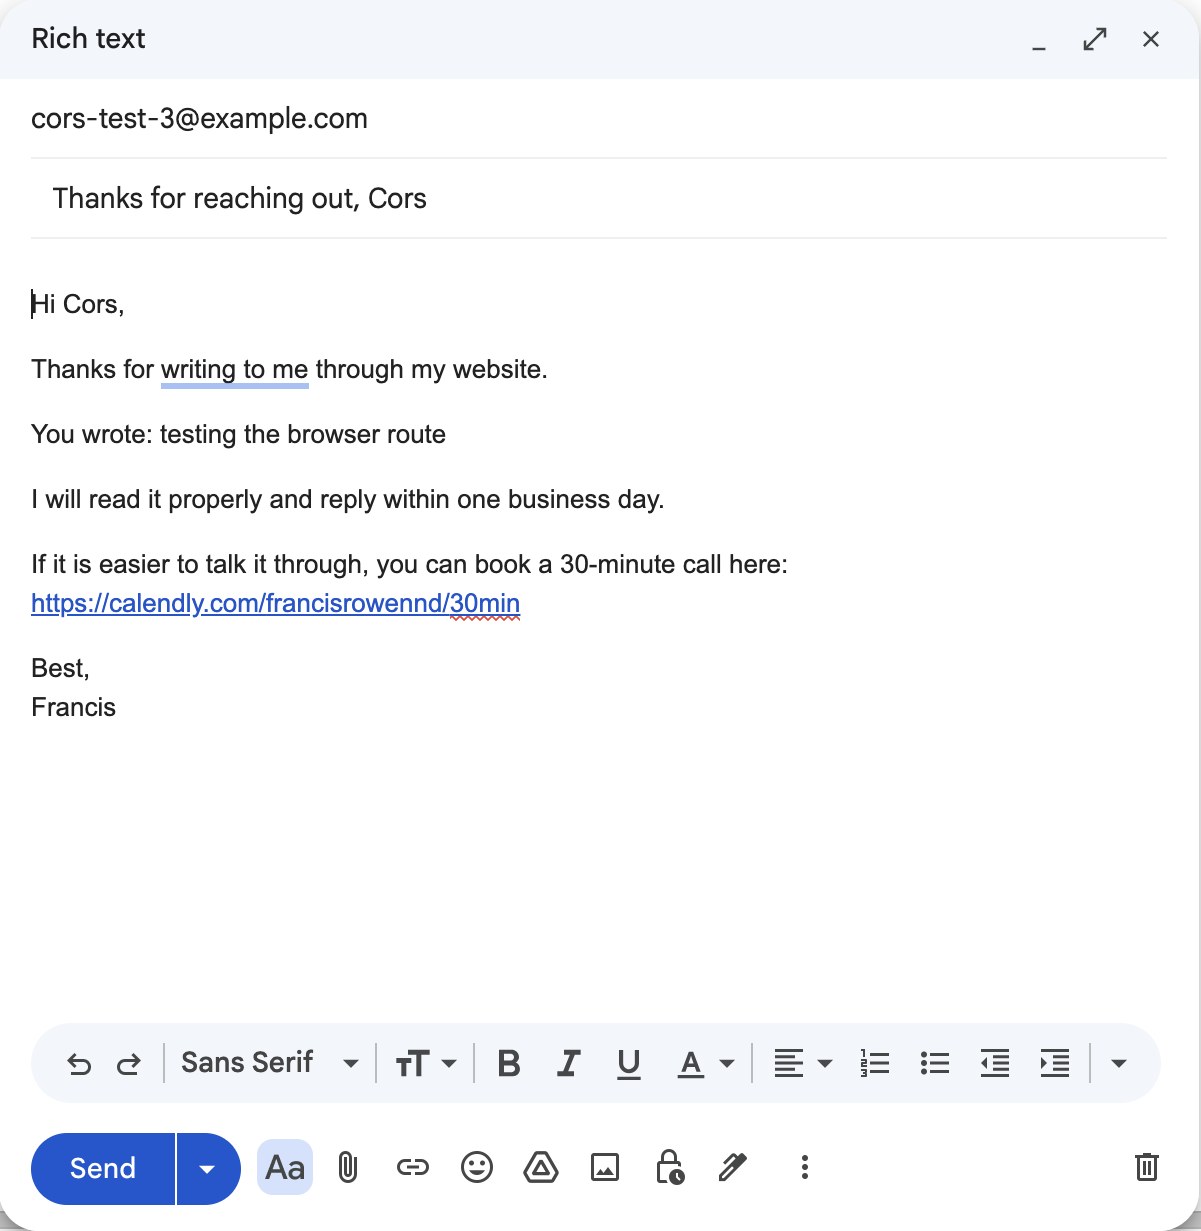 Rich text
cors-test-3@example.com
Thanks for reaching out, Cors
Hi Cors,
Thanks for writing to me through my website.
You wrote: testing the browser route
I will read it properly and reply within one business day.
If it is easier to talk it through, you can book a 30-minute call here:
https://calendly.com/francisrowennd/30min
Best,
Francis
Sans Serif
Send
Aa